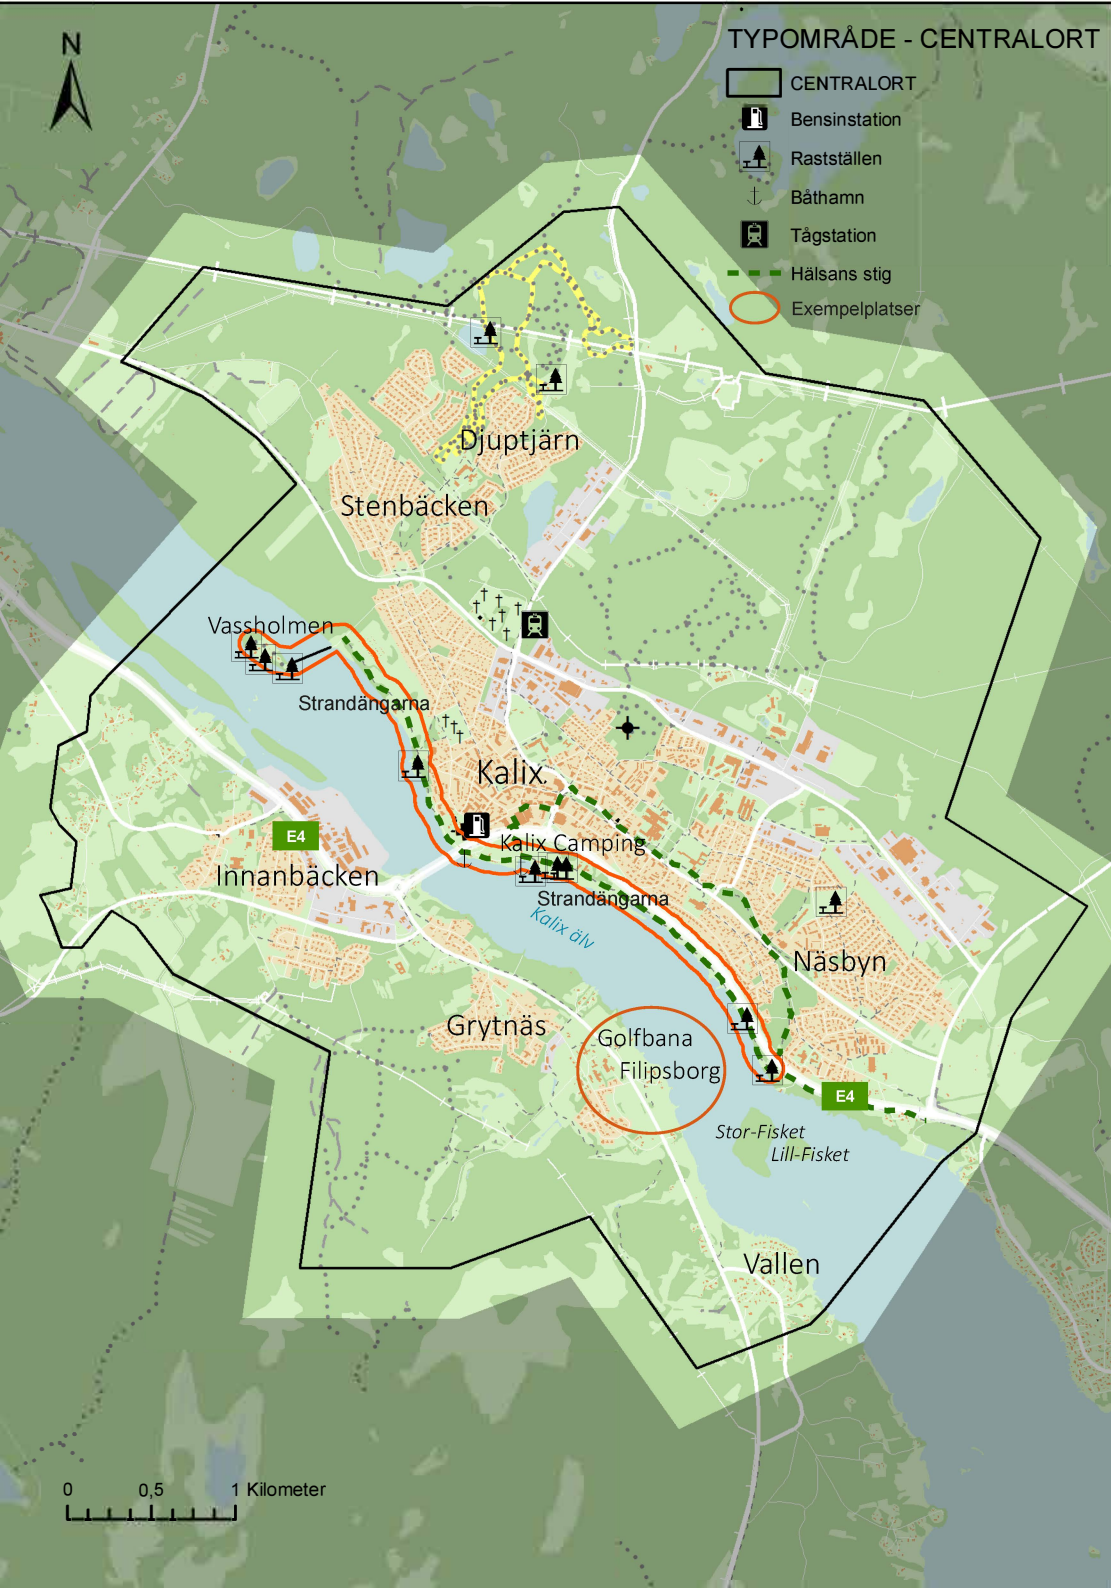 N
TYPOMRÅDE - CENTRALORT
CENTRALORT
Bensinstation
Rastställen
Båthamn
Tågstation
Hälsans stig
Exempelplatser
Djuptjärn
Stenbäcken
Vassholmen
Strandängarna
Kalix
E4
Kalix Camping
Innanbäcken
Strandängarna
Kalix älv
Näsbyn
Grytnäs
Golfbana
Filipsborg
E4
Stor-Fisket
Lill-Fisket
Vallen
0 0,5 1 Kilometer